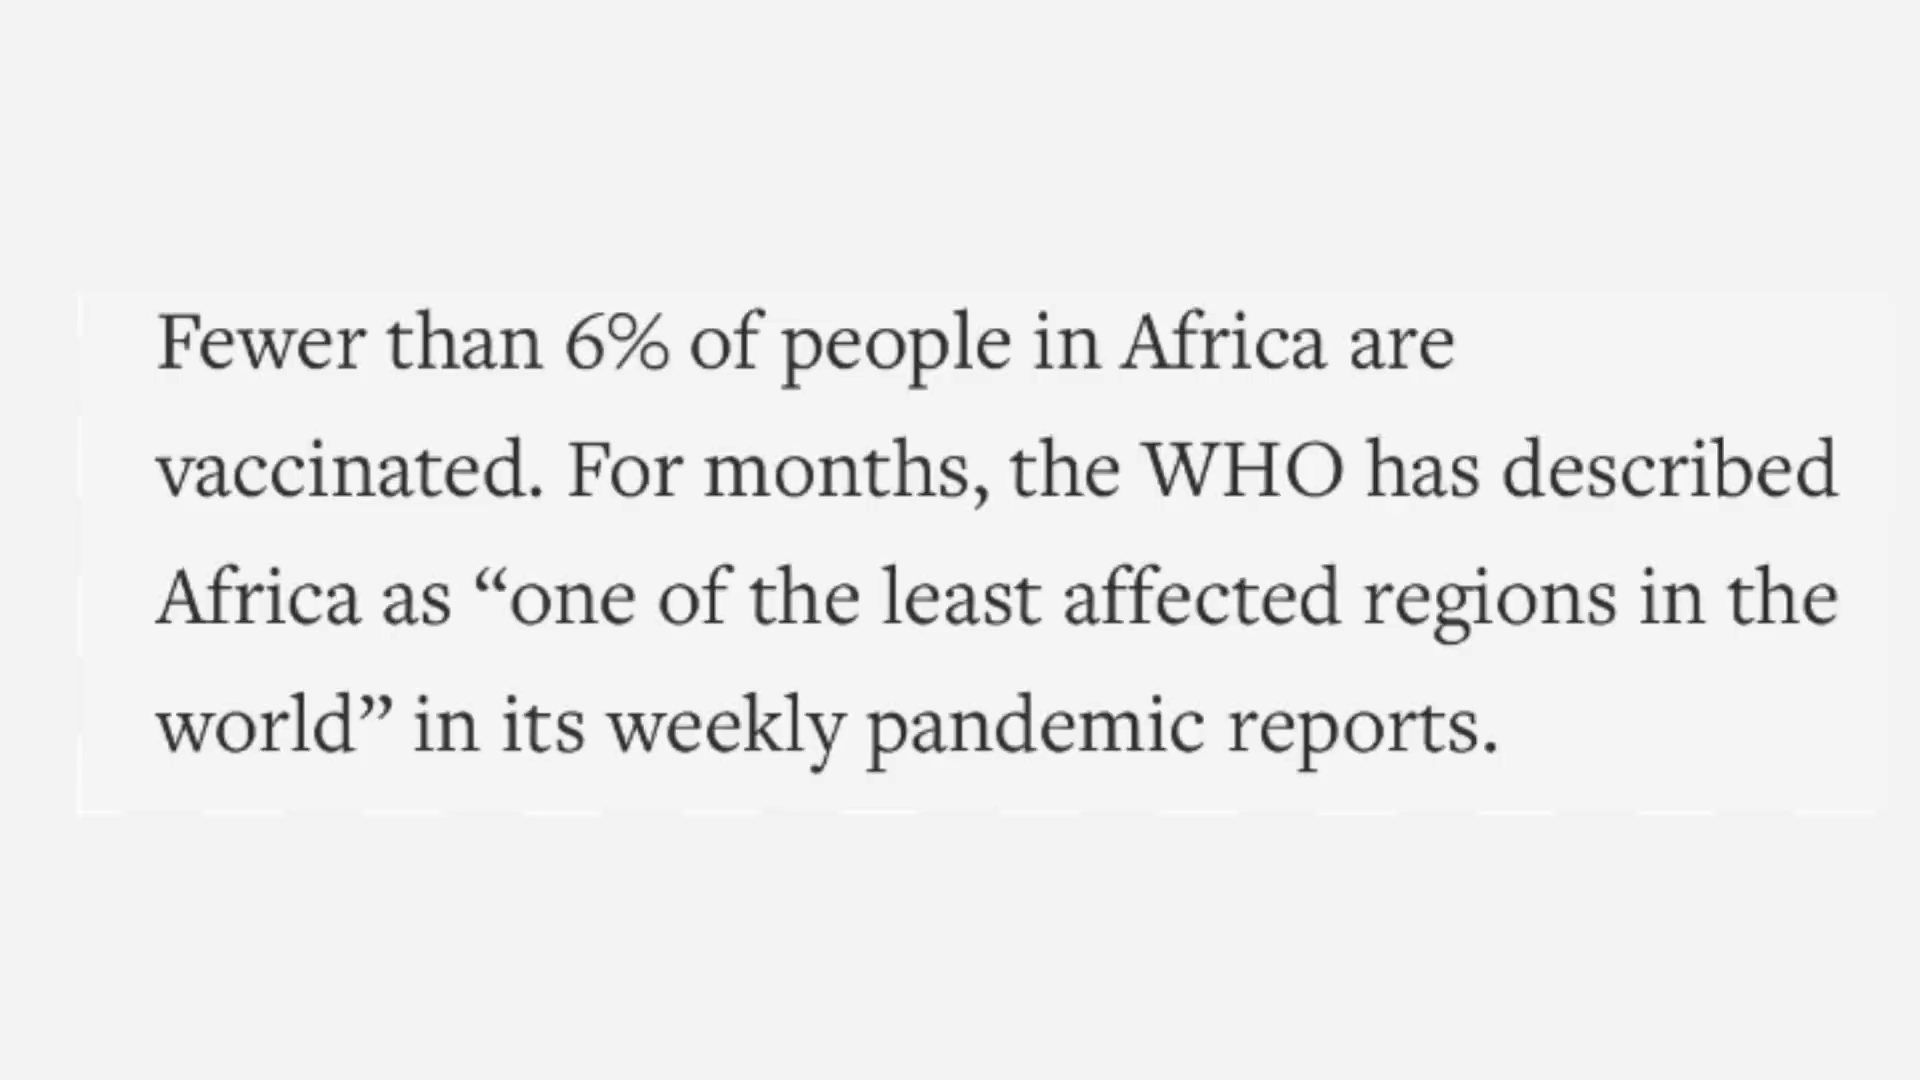 Fewer than 6% of people in Africa are
vaccinated. For months, the WHO has described
Africa as “one of the least affected regions in the
world” in its weekly pandemic reports.